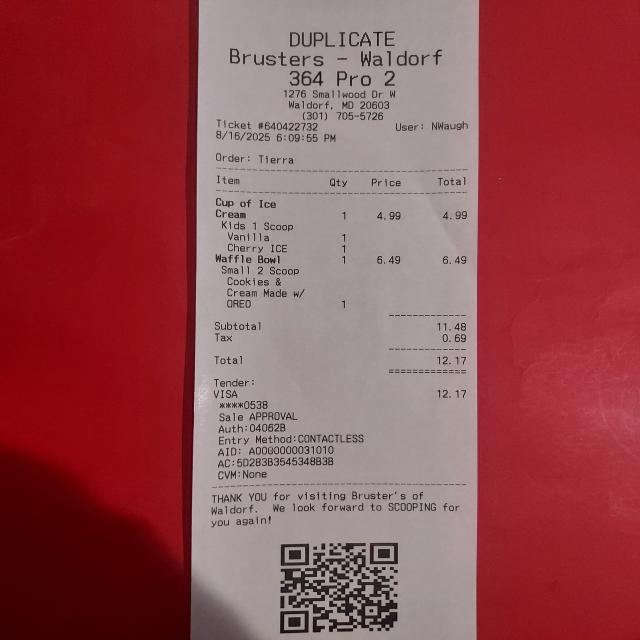 DUPLICATE
Brusters - Waldorf
364 Pro 2
1276 Smallwood Dr W
Waldorf, MD 20603
(301) 705-5726
Ticket #640422732 User: NWaugh
8/16/2025 6:09:55 PM
Order: Tierra
Item Qty Price Total
Cup of Ice
Cream 1 4.99 4.99
Kids 1 Scoop
Vanilla 1
Cherry ICE 1
Waffle Bowl 1 6.49 6.49
Small 2 Scoop
Cookies &
Cream Made w/
OREO 1
Subtotal 11.48
Tax 0.69
Total 12.17
Tender:
VISA 12.17
****0538
Sale APPROVAL
Auth:04062B
Entry Method:CONTACTLESS
AID: A0000000031010
AC:5D283B3545348B3B
CVM:None
THANK YOU for visiting Bruster's of
Waldorf. We look forward to SCOOPING for
you again!